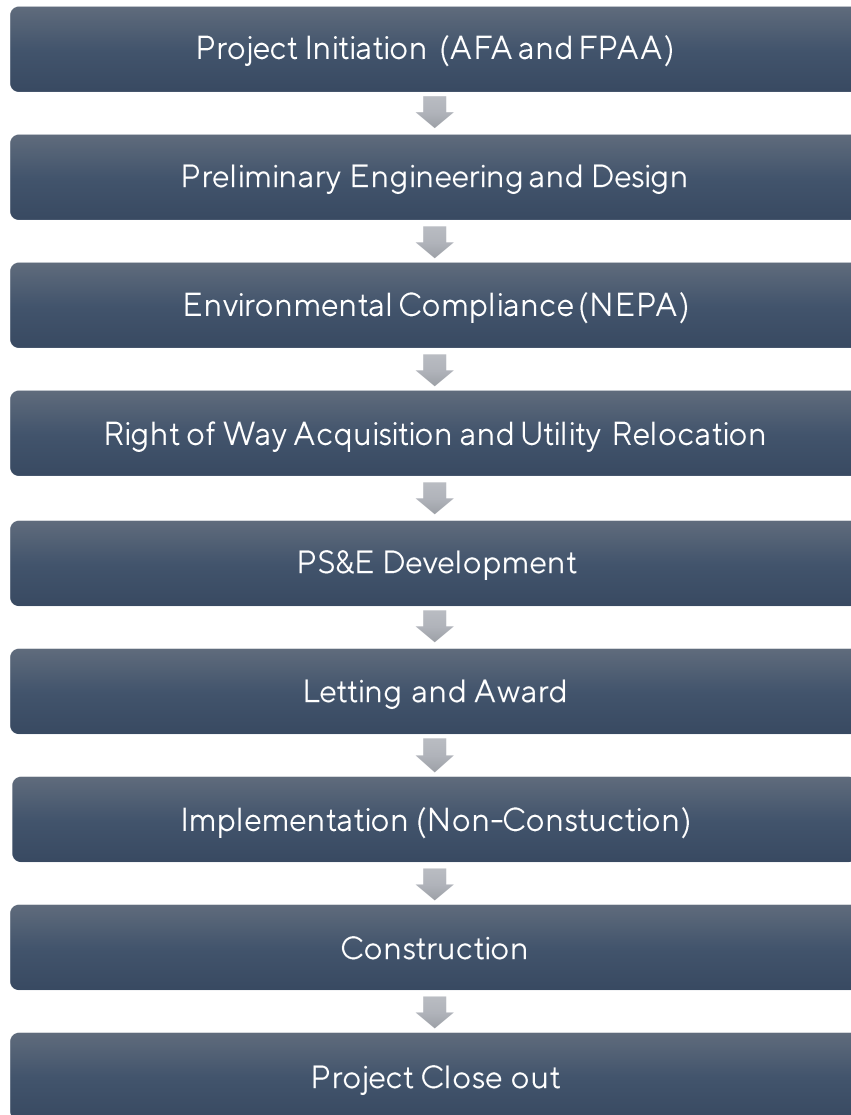 Project Initiation (AFA and FPAA)
Preliminary Engineering and Design
Environmental Compliance (NEPA)
Right of Way Acquisition and Utility Relocation
PS&E Development
Letting and Award
Implementation (Non-Constuction)
Construction
Project Close out